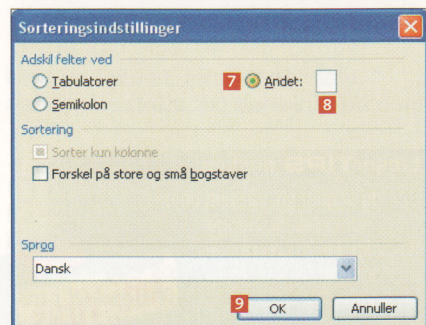 Sorteringsindstillinger
Adskil felter ved
Tabulatorer
7 Andet:
Semikolon
8
Sortering
Sorter kun kolonne
Forskel på store og små bogstaver
Sprog
Dansk
9 OK Annuller